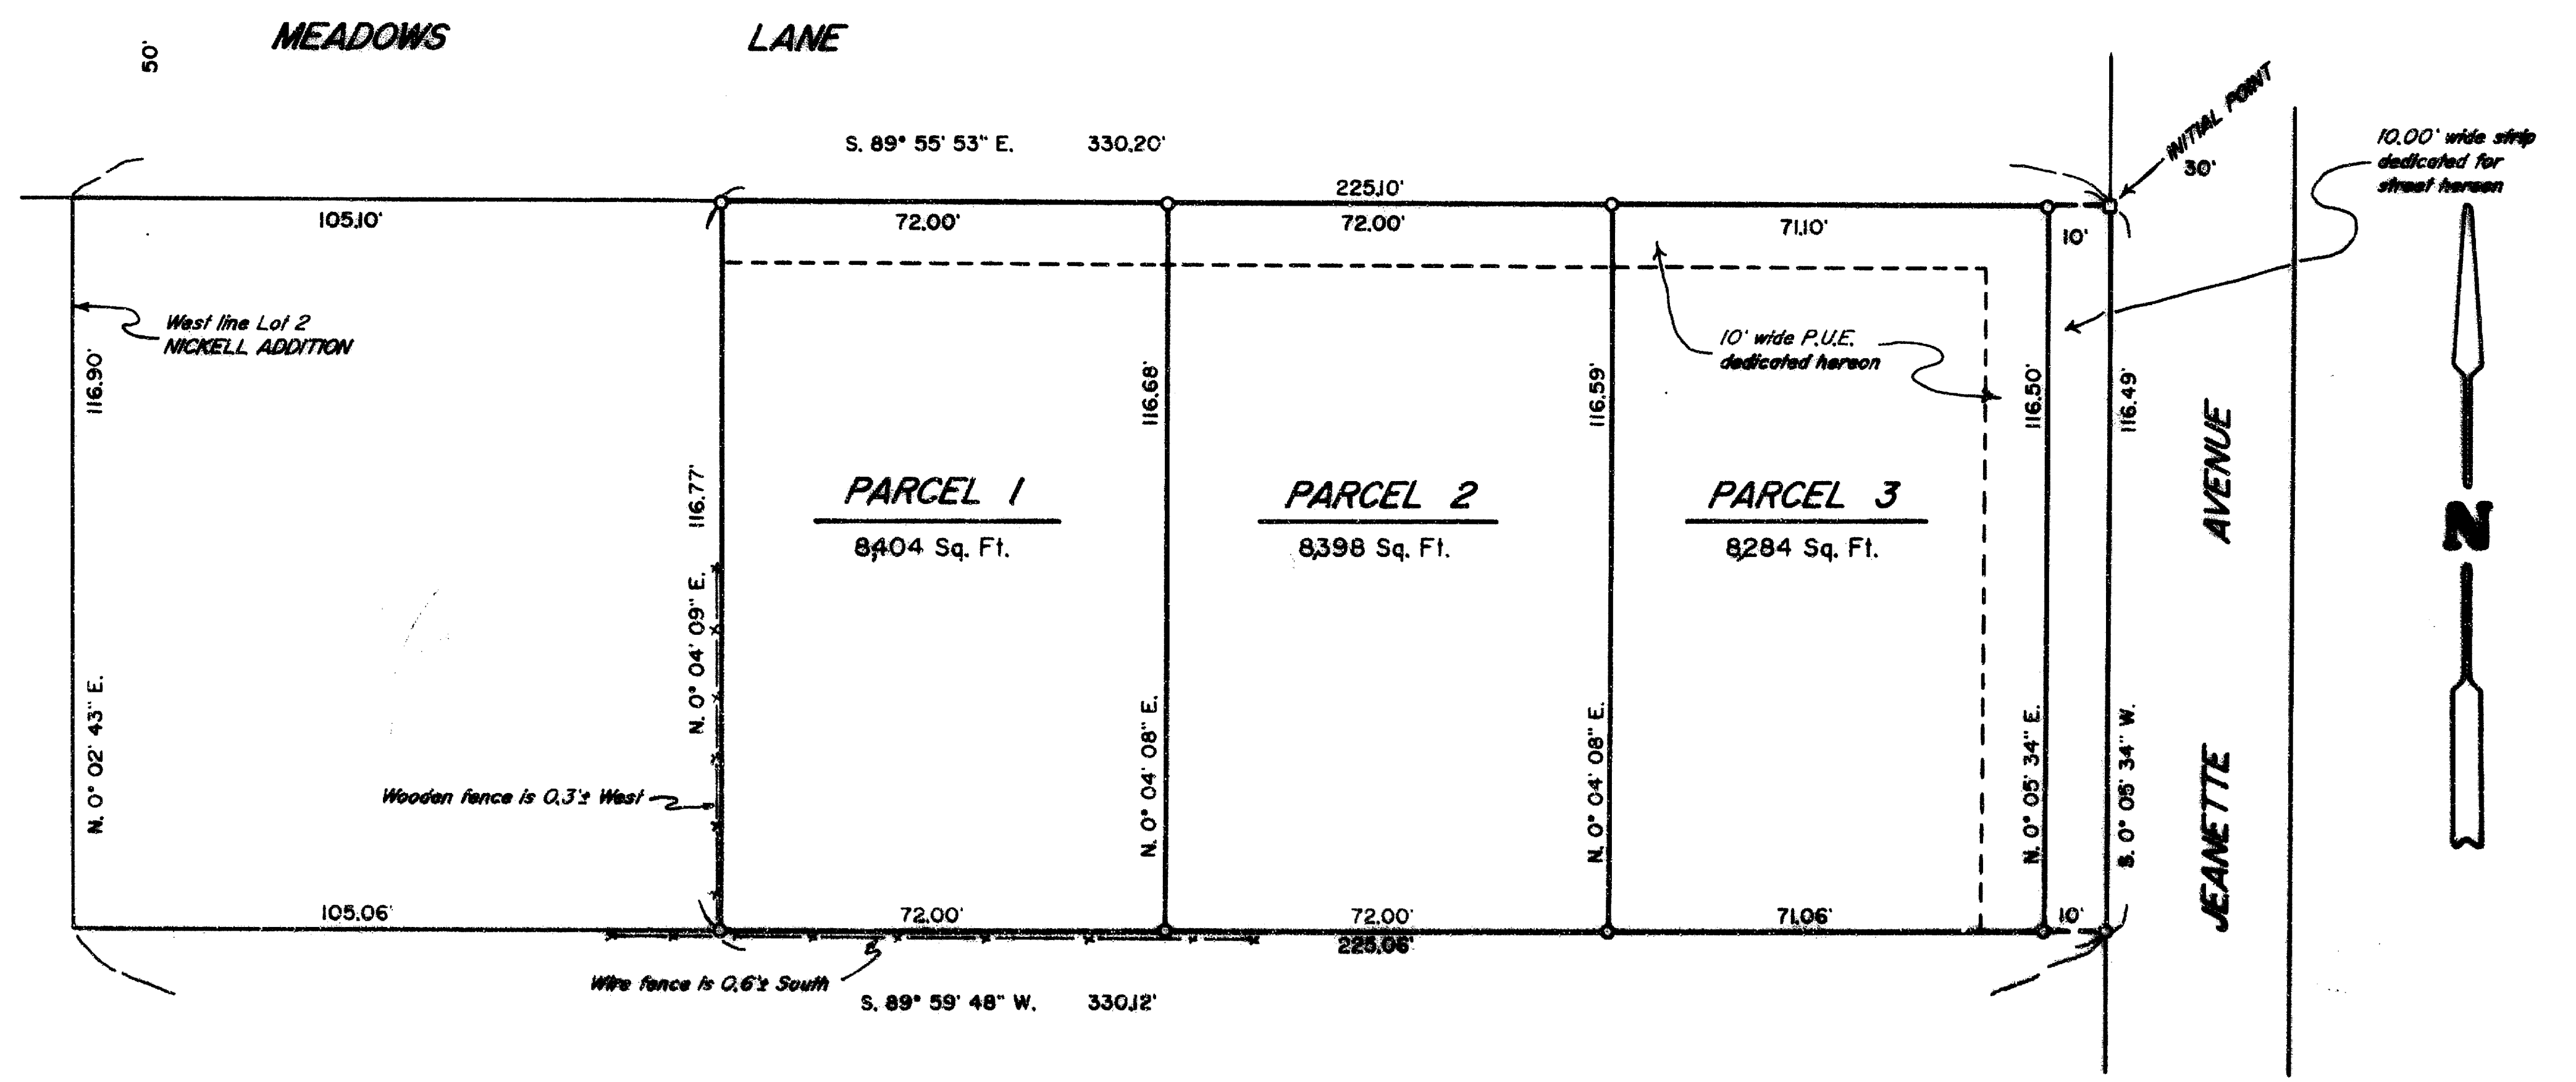 MEADOWS LANE
50'
S. 89° 55' 53" E. 330.20'
INITIAL POINT
30'
10.00' wide strip
dedicated for
street hereon
225.10'
105.10'
72.00'
72.00'
71.10'
10'
West line Lot 2
NICKELL ADDITION
10' wide P.U.E.
dedicated hereon
116.90'
N. 0° 02' 43" E.
116.77'
N. 0° 04' 09" E.
116.68'
N. 0° 04' 08" E.
116.59'
N. 0° 04' 08" E.
116.50'
N. 0° 05' 34" E.
116.49'
S. 0° 05' 34" W.
PARCEL 1
8,404 Sq. Ft.
PARCEL 2
8,398 Sq. Ft.
PARCEL 3
8,284 Sq. Ft.
JEANETTE AVENUE
N
Wooden fence is 0.3'± West
105.06'
72.00'
72.00'
71.06'
10'
225.06'
Wire fence is 0.6'± South
S. 89° 59' 48" W. 330.12'